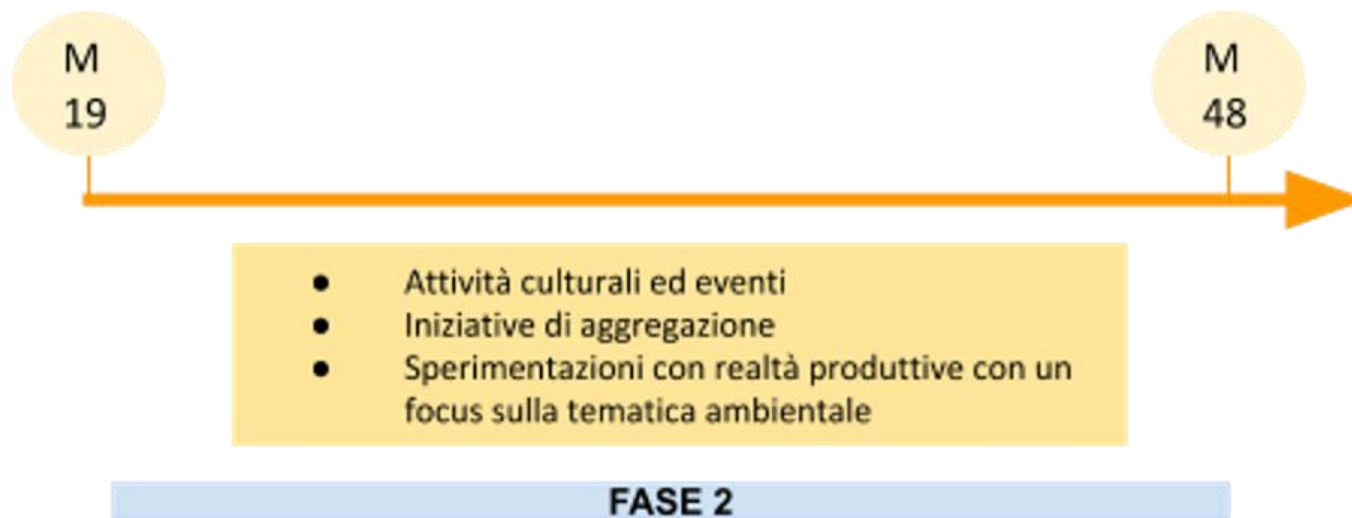 M
19
M
48
● Attività culturali ed eventi
● Iniziative di aggregazione
● Sperimentazioni con realtà produttive con un
focus sulla tematica ambientale
FASE 2